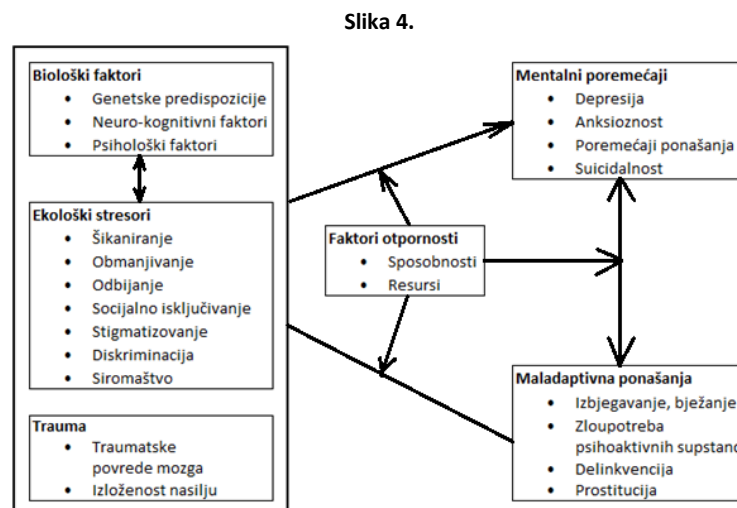 Slika 4.
Biološki faktori
Genetske predispozicije
Neuro-kognitivni faktori
Psihološki faktori
Ekološki stresori
Šikaniranje
Obmanjivanje
Odbijanje
Socijalno isključivanje
Stigmatizovanje
Diskriminacija
Siromaštvo
Trauma
Traumatske
povrede mozga
Izloženost nasilju
Faktori otpornosti
Sposobnosti
Resursi
Mentalni poremećaji
Depresija
Anksioznost
Poremećaji ponašanja
Suicidalnost
Maladaptivna ponašanja
Izbjegavanje, bježanje
Zloupotreba
psihoaktivnih supstanc
Delinkvencija
Prostitucija